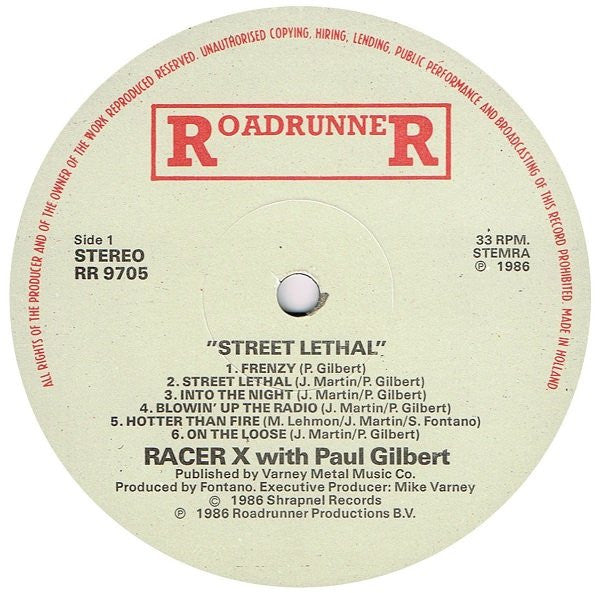 ALL RIGHTS OF THE PRODUCER AND OF THE OWNER OF THE WORK REPRODUCED RESERVED. UNAUTHORISED COPYING, HIRING, LENDING, PUBLIC PERFORMANCE AND BROADCASTING OF THIS RECORD PROHIBITED. MADE IN HOLLAND.
ROADRUNNER
Side 1
STEREO
RR 9705
33 RPM.
STEMRA
℗ 1986
"STREET LETHAL"
1. FRENZY (P. Gilbert)
2. STREET LETHAL (J. Martin/P. Gilbert)
3. INTO THE NIGHT (J. Martin/P. Gilbert)
4. BLOWIN' UP THE RADIO (J. Martin/P. Gilbert)
5. HOTTER THAN FIRE (M. Lehmon/J. Martin/S. Fontano)
6. ON THE LOOSE (J. Martin/P. Gilbert)
RACER X with Paul Gilbert
Published by Varney Metal Music Co.
Produced by Fontano. Executive Producer: Mike Varney
© 1986 Shrapnel Records
℗ 1986 Roadrunner Productions B.V.